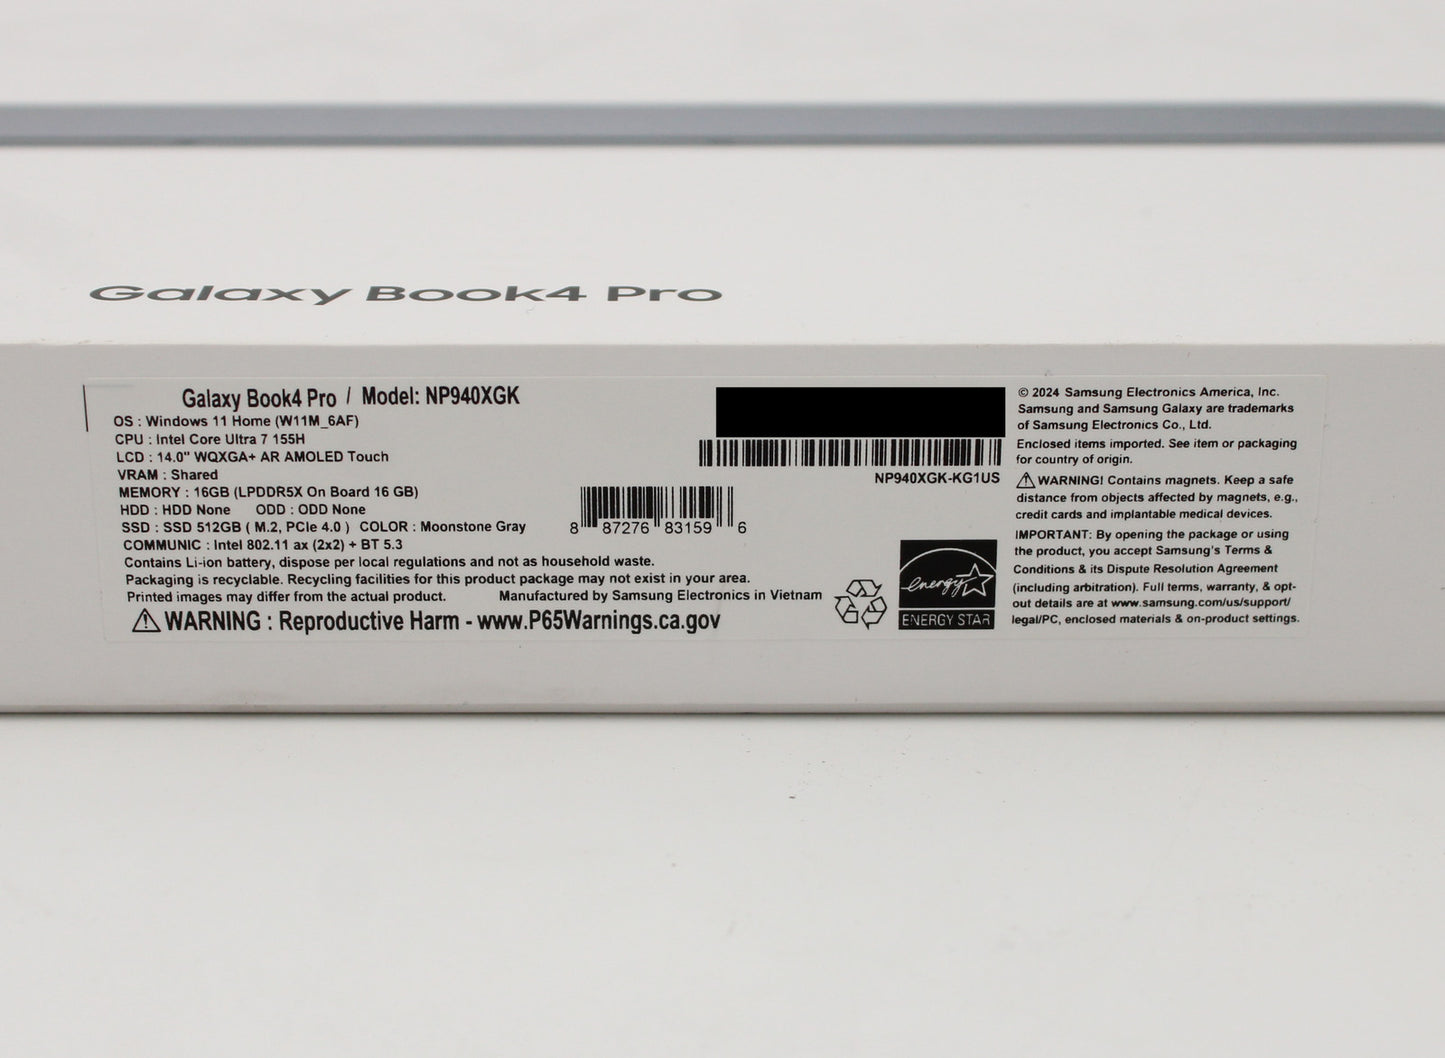 Galaxy Book4 Pro
Galaxy Book4 Pro / Model: NP940XGK
OS : Windows 11 Home (W11M_6AF)
CPU : Intel Core Ultra 7 155H
LCD : 14.0" WQXGA+ AR AMOLED Touch
VRAM : Shared
MEMORY : 16GB (LPDDR5X On Board 16 GB)
HDD : HDD None ODD : ODD None
SSD : SSD 512GB ( M.2, PCIe 4.0 ) COLOR : Moonstone Gray
COMMUNIC : Intel 802.11 ax (2x2) + BT 5.3
Contains Li-ion battery, dispose per local regulations and not as household waste.
Packaging is recyclable. Recycling facilities for this product package may not exist in your area.
Printed images may differ from the actual product. Manufactured by Samsung Electronics in Vietnam
⚠ WARNING : Reproductive Harm - www.P65Warnings.ca.gov
8 87276 83159 6
NP940XGK-KG1US
energy
ENERGY STAR
© 2024 Samsung Electronics America, Inc.
Samsung and Samsung Galaxy are trademarks
of Samsung Electronics Co., Ltd.
Enclosed items imported. See item or packaging
for country of origin.
⚠ WARNING! Contains magnets. Keep a safe
distance from objects affected by magnets, e.g.,
credit cards and implantable medical devices.
IMPORTANT: By opening the package or using
the product, you accept Samsung's Terms &
Conditions & its Dispute Resolution Agreement
(including arbitration). Full terms, warranty, & opt-
out details are at www.samsung.com/us/support/
legal/PC, enclosed materials & on-product settings.